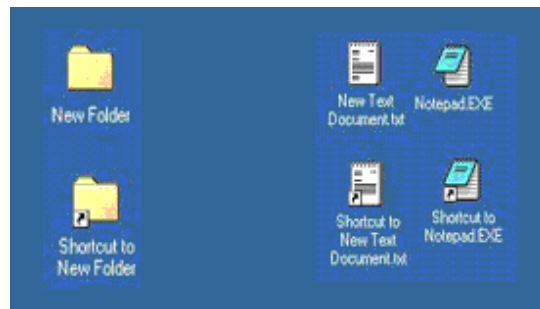 New Folder
Shortcut to
New Folder
New Text
Document.txt
Notepad.EXE
Shortcut to
New Text
Document.txt
Shortcut to
Notepad.EXE